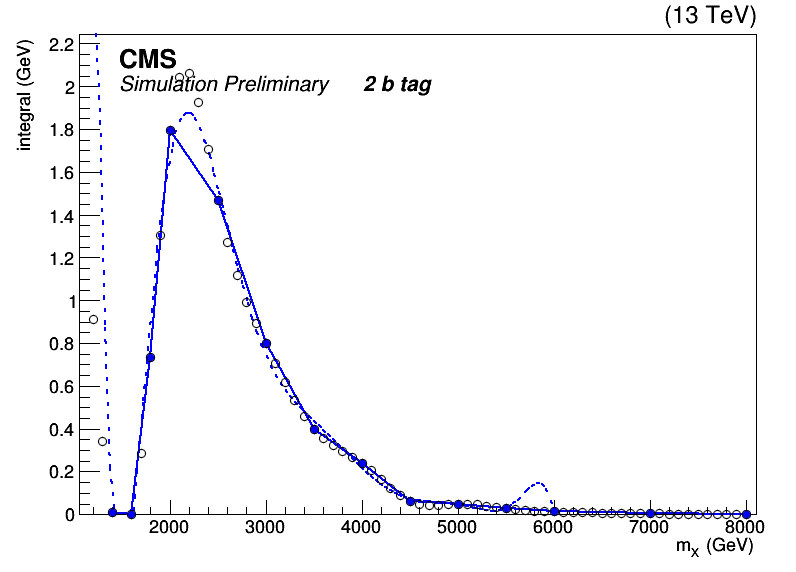 (13 TeV)
integral (GeV)
CMS
Simulation Preliminary 2 b tag
2.2
2
1.8
1.6
1.4
1.2
1
0.8
0.6
0.4
0.2
0
2000 3000 4000 5000 6000 7000 8000
m_X (GeV)